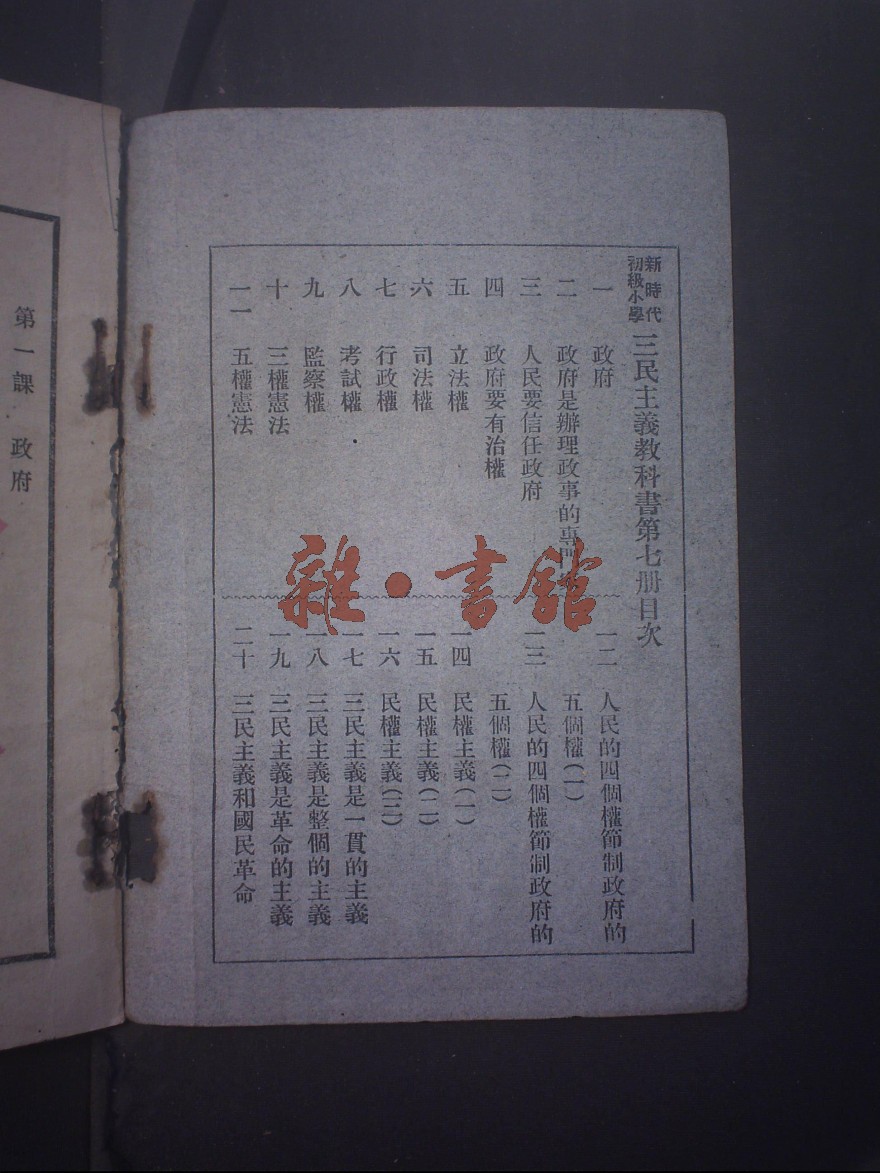 新時代
初級小學
三民主義教科書第七册目次
一 政府
二 政府是辦理政事的專門
三 人民要信任政府
四 政府要有治權
五 立法權
六 司法權
七 行政權
八 考試權
九 監察權
十 三權憲法
一一 五權憲法
一二 人民的四個權節制政府的
五個權(一)
一三 人民的四個權節制政府的
五個權(二)
一四 民權主義(一)
一五 民權主義(二)
一六 民權主義(三)
一七 三民主義是一貫的主義
一八 三民主義是整個的主義
一九 三民主義是革命的主義
二十 三民主義和國民革命
第一課 政府
雜·書館